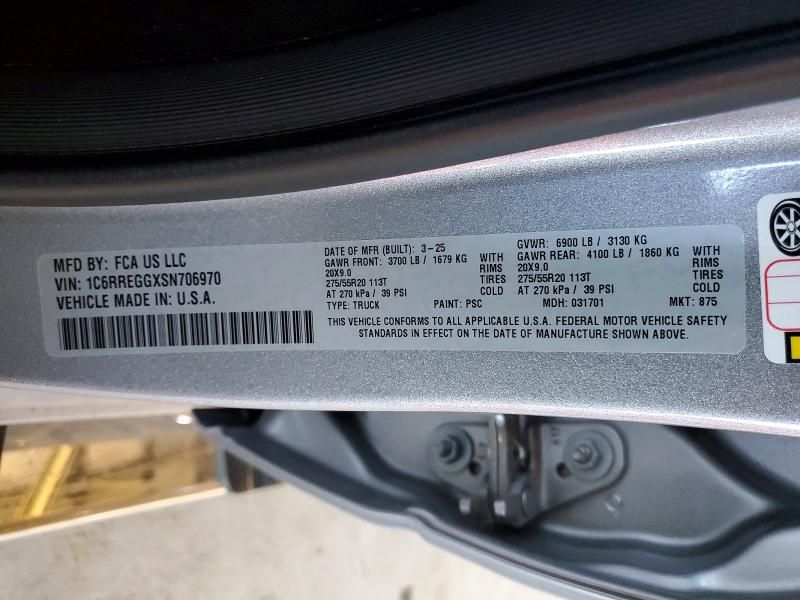 MFD BY: FCA US LLC
VIN: 1C6RREGGXSN706970
VEHICLE MADE IN: U.S.A.
DATE OF MFR (BUILT): 3-25
GAWR FRONT: 3700 LB / 1679 KG WITH
20X9.0 RIMS
275/55R20 113T TIRES
AT 270 kPa / 39 PSI COLD
TYPE: TRUCK PAINT: PSC
GVWR: 6900 LB / 3130 KG
GAWR REAR: 4100 LB / 1860 KG WITH
20X9.0 RIMS
275/55R20 113T TIRES
AT 270 kPa / 39 PSI COLD
MDH: 031701 MKT: 875
THIS VEHICLE CONFORMS TO ALL APPLICABLE U.S.A. FEDERAL MOTOR VEHICLE SAFETY
STANDARDS IN EFFECT ON THE DATE OF MANUFACTURE SHOWN ABOVE.